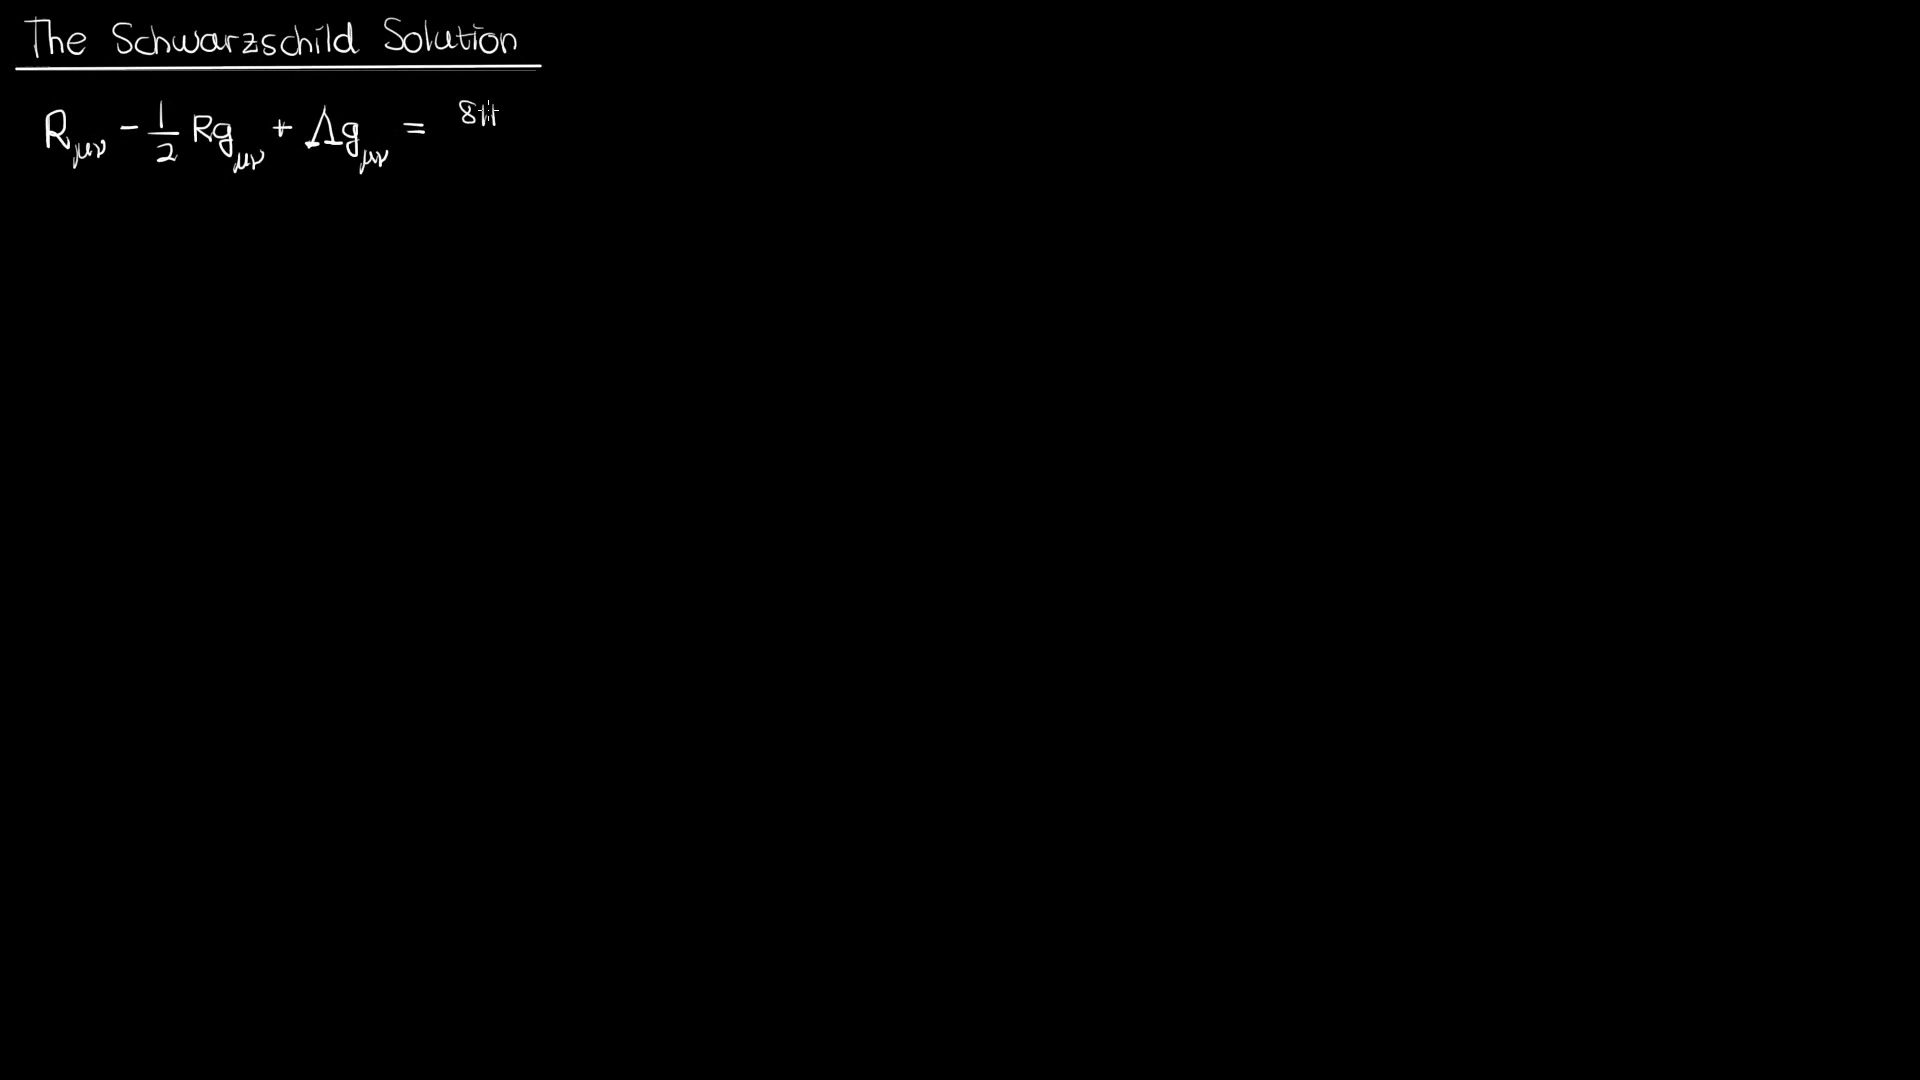 The Schwarzschild Solution
R_μν - 1/2 Rg_μν + Λg_μν = 8π